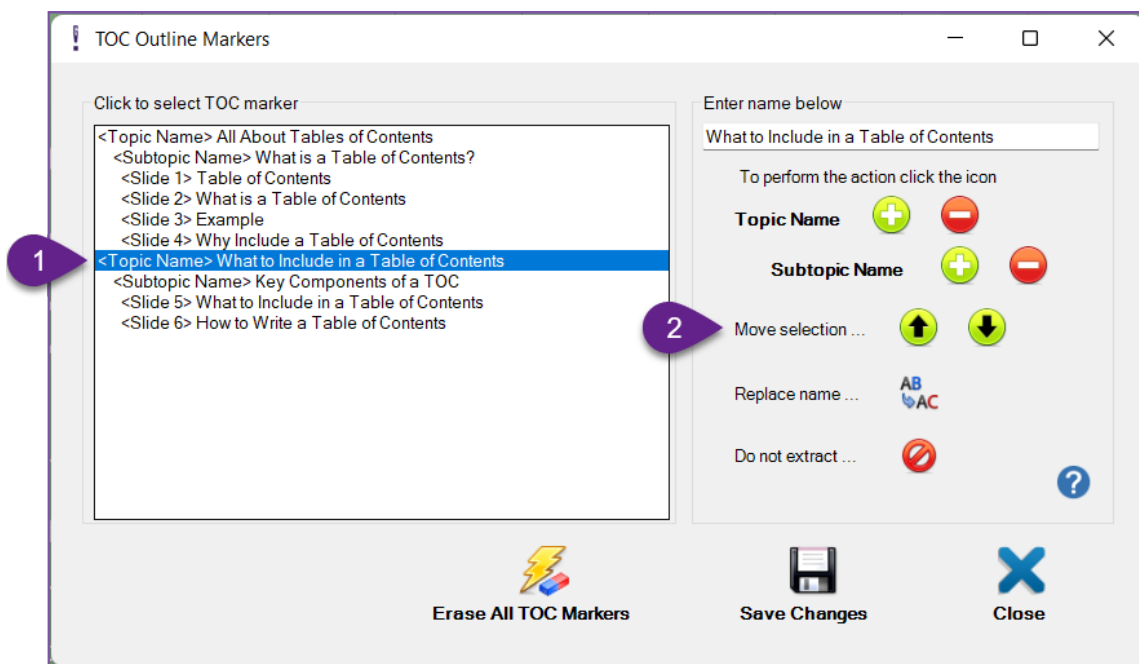 TOC Outline Markers
Click to select TOC marker
<Topic Name> All About Tables of Contents
<Subtopic Name> What is a Table of Contents?
<Slide 1> Table of Contents
<Slide 2> What is a Table of Contents
<Slide 3> Example
<Slide 4> Why Include a Table of Contents
1
<Topic Name> What to Include in a Table of Contents
<Subtopic Name> Key Components of a TOC
<Slide 5> What to Include in a Table of Contents
<Slide 6> How to Write a Table of Contents
Enter name below
What to Include in a Table of Contents
To perform the action click the icon
Topic Name
Subtopic Name
2
Move selection ...
Replace name ...
AB
AC
Do not extract ...
?
Erase All TOC Markers
Save Changes
Close